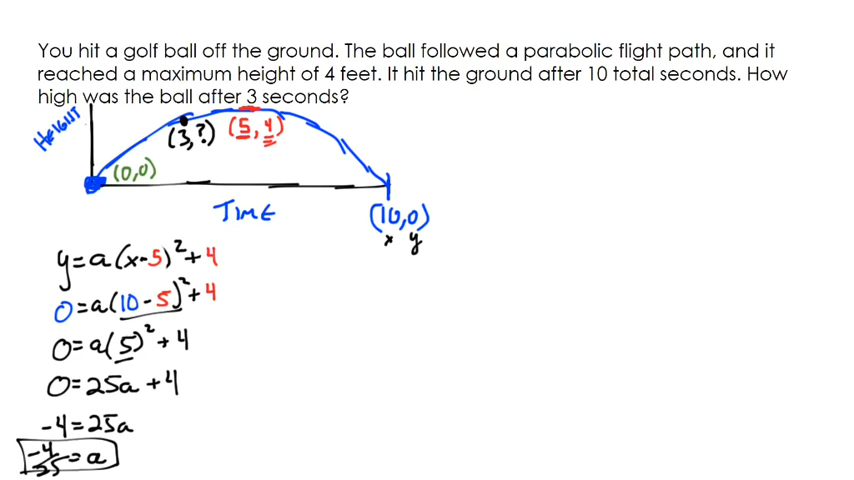 You hit a golf ball off the ground. The ball followed a parabolic flight path, and it
reached a maximum height of 4 feet. It hit the ground after 10 total seconds. How
high was the ball after 3 seconds?
HEIGHT
(3,?) (5, 4)
(0,0)
TIME
(10,0)
x y
y=a(x-5)²+4
0=a(10-5)²+4
0=a(5)²+4
0=25a+4
-4=25a
-4/25=a